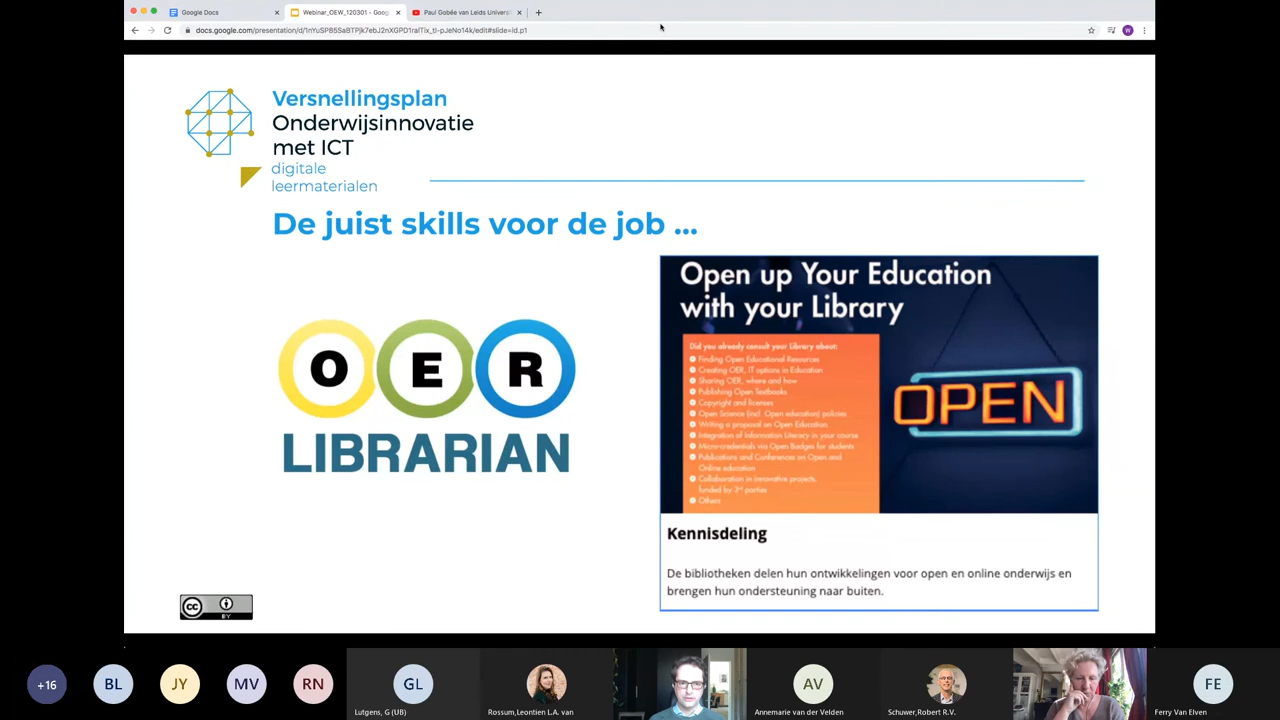 Google Docs
Webinar_OEW_120301 - Goog
Paul Gobée van Leids Univers
docs.google.com/presentation/d/1nYuSP85SaBTPjk7ebJ2nXGPD1ralTix_tI-pJeNo14k/edit#slide=id.p1
W
Versnellingsplan
Onderwijsinnovatie
met ICT
digitale
leermaterialen
De juist skills voor de job ...
OER
LIBRARIAN
Open up Your Education
with your Library
Did you already consult your Library about:
Finding Open Educational Resources
Creating OER, IT options in Education
Sharing OER, where and how
Publishing Open Textbooks
Copyright and licenses
Open Science (incl. Open education) policies
Writing a proposal on Open Education
Integration of Information Literacy in your course
Micro-credentials via Open Badges for students
Publications and Conferences on Open and
Online education
Collaboration in innovative projects,
funded by 3rd parties
Others
OPEN
Kennisdeling
De bibliotheken delen hun ontwikkelingen voor open en online onderwijs en
brengen hun ondersteuning naar buiten.
CC
BY
+16
BL
JY
MV
RN
GL
Lutgens, G (UB)
Rossum,Leontien L.A. van
AV
Annemarie van der Velden
Schuwer,Robert R.V.
FE
Ferry Van Elven